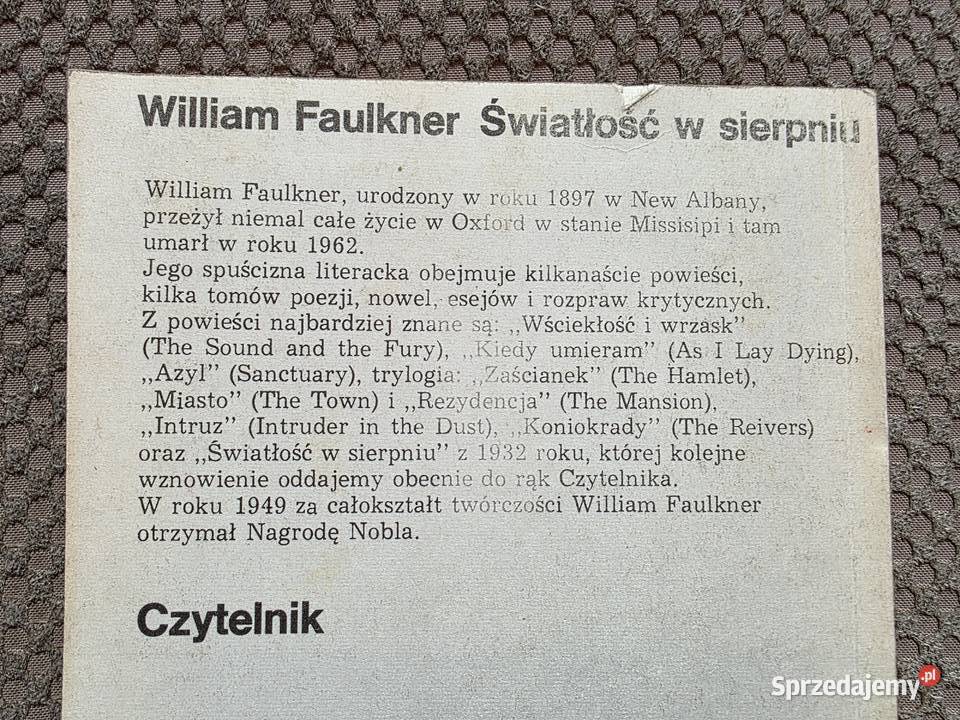 William Faulkner Światłość w sierpniu
William Faulkner, urodzony w roku 1897 w New Albany,
przeżył niemal całe życie w Oxford w stanie Missisipi i tam
umarł w roku 1962.
Jego spuścizna literacka obejmuje kilkanaście powieści,
kilka tomów poezji, nowel, esejów i rozpraw krytycznych.
Z powieści najbardziej znane są: ,,Wściekłość i wrzask”
(The Sound and the Fury), ,,Kiedy umieram” (As I Lay Dying),
,,Azyl” (Sanctuary), trylogia: ,,Zaścianek” (The Hamlet),
,,Miasto” (The Town) i ,,Rezydencja” (The Mansion),
,,Intruz” (Intruder in the Dust), ,,Koniokrady” (The Reivers)
oraz ,,Światłość w sierpniu” z 1932 roku, której kolejne
wznowienie oddajemy obecnie do rąk Czytelnika.
W roku 1949 za całokształt twórczości William Faulkner
otrzymał Nagrodę Nobla.
Czytelnik
Sprzedajemy.pl